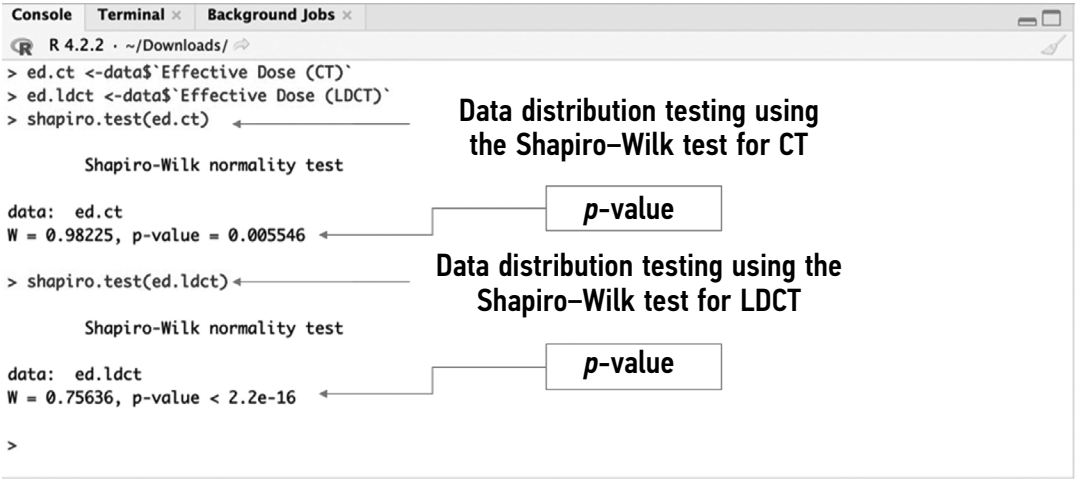 Console Terminal × Background Jobs ×
R R 4.2.2 · ~/Downloads/
> ed.ct <-data$`Effective Dose (CT)`
> ed.ldct <-data$`Effective Dose (LDCT)`
> shapiro.test(ed.ct)
Data distribution testing using
the Shapiro–Wilk test for CT
Shapiro-Wilk normality test
p-value
data:  ed.ct
W = 0.98225, p-value = 0.005546
Data distribution testing using the
Shapiro–Wilk test for LDCT
> shapiro.test(ed.ldct)
Shapiro-Wilk normality test
p-value
data:  ed.ldct
W = 0.75636, p-value < 2.2e-16
>